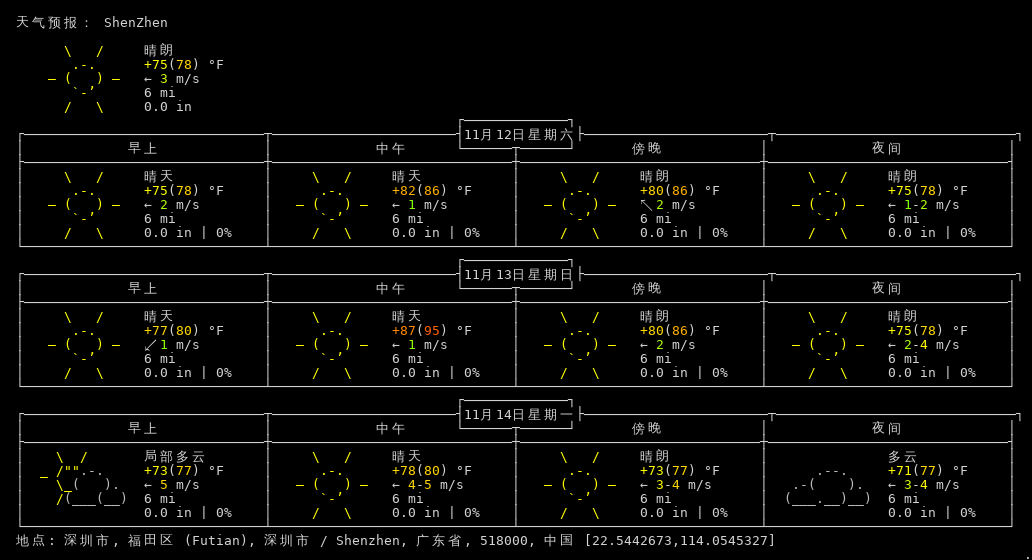 天气预报： ShenZhen
晴朗
+75(78) °F
← 3 m/s
6 mi
0.0 in
11月12日星期六
早上 中午 傍晚 夜间
晴天 晴天 晴朗 晴朗
+75(78) °F +82(86) °F +80(86) °F +75(78) °F
← 2 m/s ← 1 m/s ↖ 2 m/s ← 1-2 m/s
6 mi 6 mi 6 mi 6 mi
0.0 in | 0% 0.0 in | 0% 0.0 in | 0% 0.0 in | 0%
11月13日星期日
早上 中午 傍晚 夜间
晴天 晴天 晴朗 晴朗
+77(80) °F +87(95) °F +80(86) °F +75(78) °F
↙ 1 m/s ← 1 m/s ← 2 m/s ← 2-4 m/s
6 mi 6 mi 6 mi 6 mi
0.0 in | 0% 0.0 in | 0% 0.0 in | 0% 0.0 in | 0%
11月14日星期一
早上 中午 傍晚 夜间
局部多云 晴天 晴朗 多云
+73(77) °F +78(80) °F +73(77) °F +71(77) °F
← 5 m/s ← 4-5 m/s ← 3-4 m/s ← 3-4 m/s
6 mi 6 mi 6 mi 6 mi
0.0 in | 0% 0.0 in | 0% 0.0 in | 0% 0.0 in | 0%
地点: 深圳市, 福田区 (Futian), 深圳市 / Shenzhen, 广东省, 518000, 中国 [22.5442673,114.0545327]